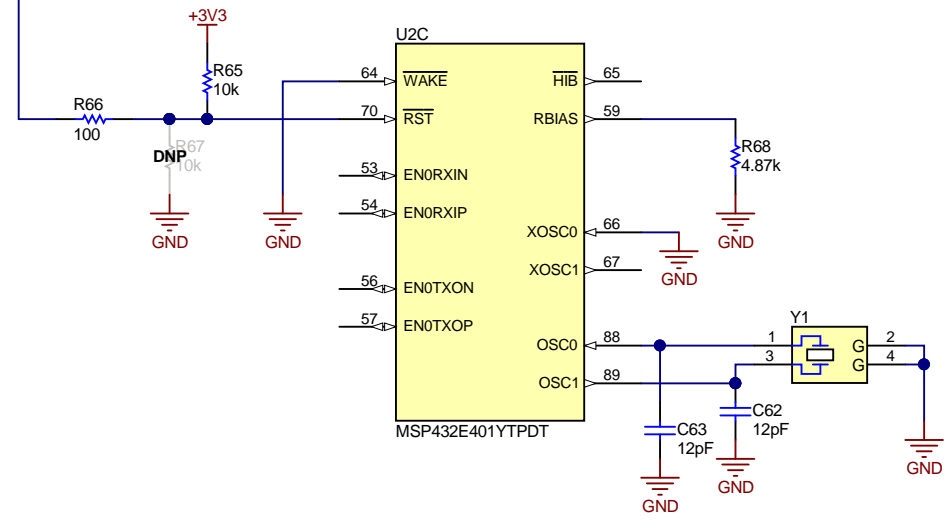 +3V3
U2C
R65
10k
64
WAKE
HIB
65
R66
100
70
RST
RBIAS
59
R67
10k
DNP
R68
4.87k
53
EN0RXIN
54
EN0RXIP
GND
GND
XOSC0
66
GND
XOSC1
67
GND
56
EN0TXON
57
EN0TXOP
Y1
OSC0
88
1
G
2
3
G
4
OSC1
89
C63
12pF
C62
12pF
MSP432E401YTPDT
GND
GND
GND